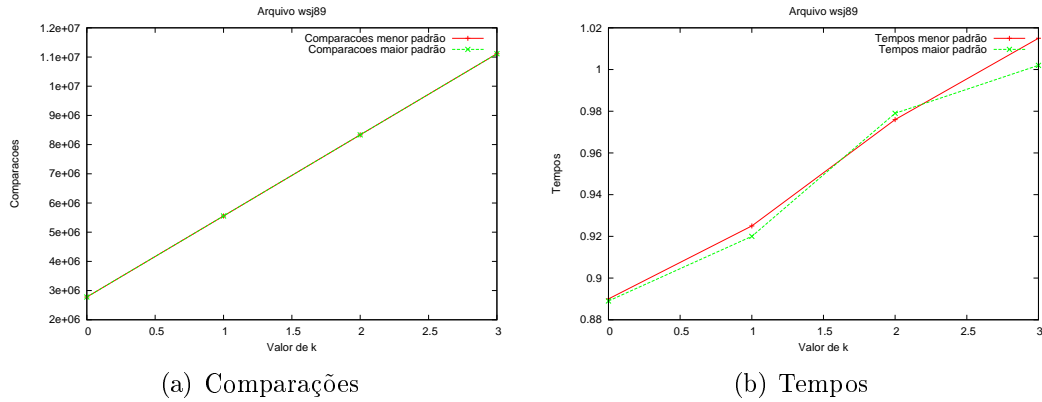 Arquivo wsj89
1.2e+07
1.1e+07
1e+07
9e+06
8e+06
7e+06
6e+06
5e+06
4e+06
3e+06
2e+06
0 0.5 1 1.5 2 2.5 3
Comparacoes
Valor de k
Comparacoes menor padrão
Comparacoes maior padrão
(a) Comparações
Arquivo wsj89
1.02
1
0.98
0.96
0.94
0.92
0.9
0.88
0 0.5 1 1.5 2 2.5 3
Tempos
Valor de k
Tempos menor padrão
Tempos maior padrão
(b) Tempos